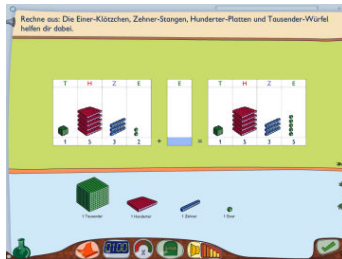 Rechne aus: Die Einer-Klötzchen, Zehner-Stangen, Hunderter-Platten und Tausender-Würfel
helfen dir dabei.
T H Z E
E
T H Z E
1 5 3 2 + = 1 5 3 5
1 Tausender
1 Hunderter
1 Zehner
1 Einer